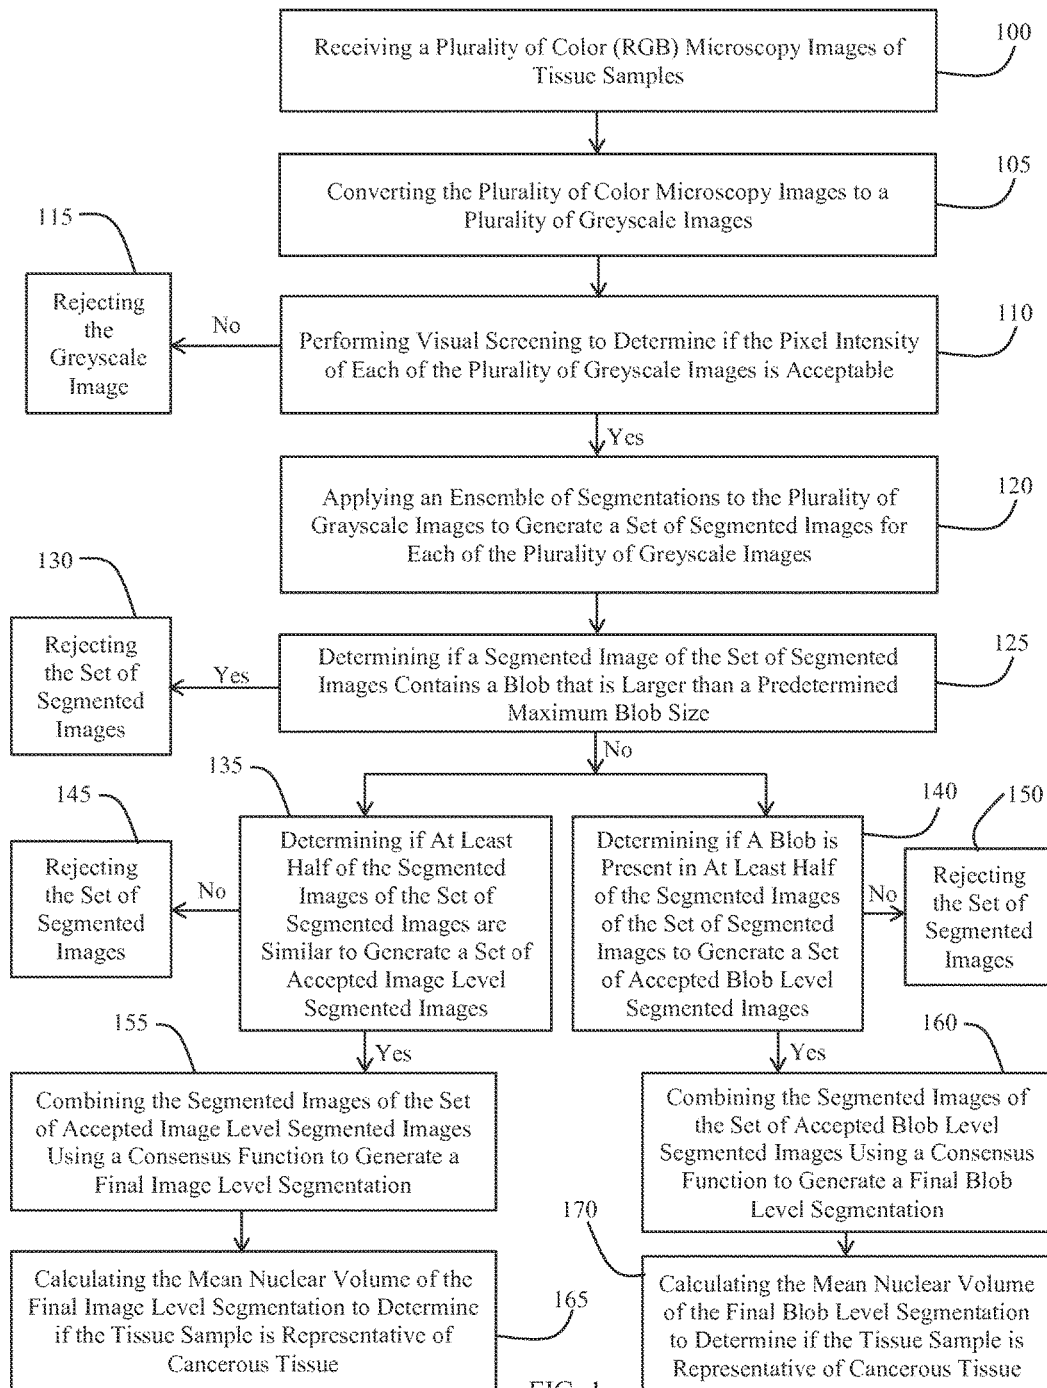 Receiving a Plurality of Color (RGB) Microscopy Images of
Tissue Samples
100
Converting the Plurality of Color Microscopy Images to a
Plurality of Greyscale Images
105
115
Rejecting
the
Greyscale
Image
No
Performing Visual Screening to Determine if the Pixel Intensity
of Each of the Plurality of Greyscale Images is Acceptable
110
Yes
Applying an Ensemble of Segmentations to the Plurality of
Grayscale Images to Generate a Set of Segmented Images for
Each of the Plurality of Greyscale Images
120
130
Rejecting
the Set of
Segmented
Images
Yes
Determining if a Segmented Image of the Set of Segmented
Images Contains a Blob that is Larger than a Predetermined
Maximum Blob Size
125
No
135
145
Rejecting
the Set of
Segmented
Images
No
Determining if At Least
Half of the Segmented
Images of the Set of
Segmented Images are
Similar to Generate a Set of
Accepted Image Level
Segmented Images
Determining if A Blob is
Present in At Least Half
of the Segmented Images
of the Set of Segmented
Images to Generate a Set
of Accepted Blob Level
Segmented Images
140
150
No
Rejecting
the Set of
Segmented
Images
155
Yes
Yes
160
Combining the Segmented Images of the Set
of Accepted Image Level Segmented Images
Using a Consensus Function to Generate a
Final Image Level Segmentation
Combining the Segmented Images of
the Set of Accepted Blob Level
Segmented Images Using a Consensus
Function to Generate a Final Blob
Level Segmentation
170
Calculating the Mean Nuclear Volume of the
Final Image Level Segmentation to Determine
if the Tissue Sample is Representative of
Cancerous Tissue
165
Calculating the Mean Nuclear Volume
of the Final Blob Level Segmentation
to Determine if the Tissue Sample is
Representative of Cancerous Tissue